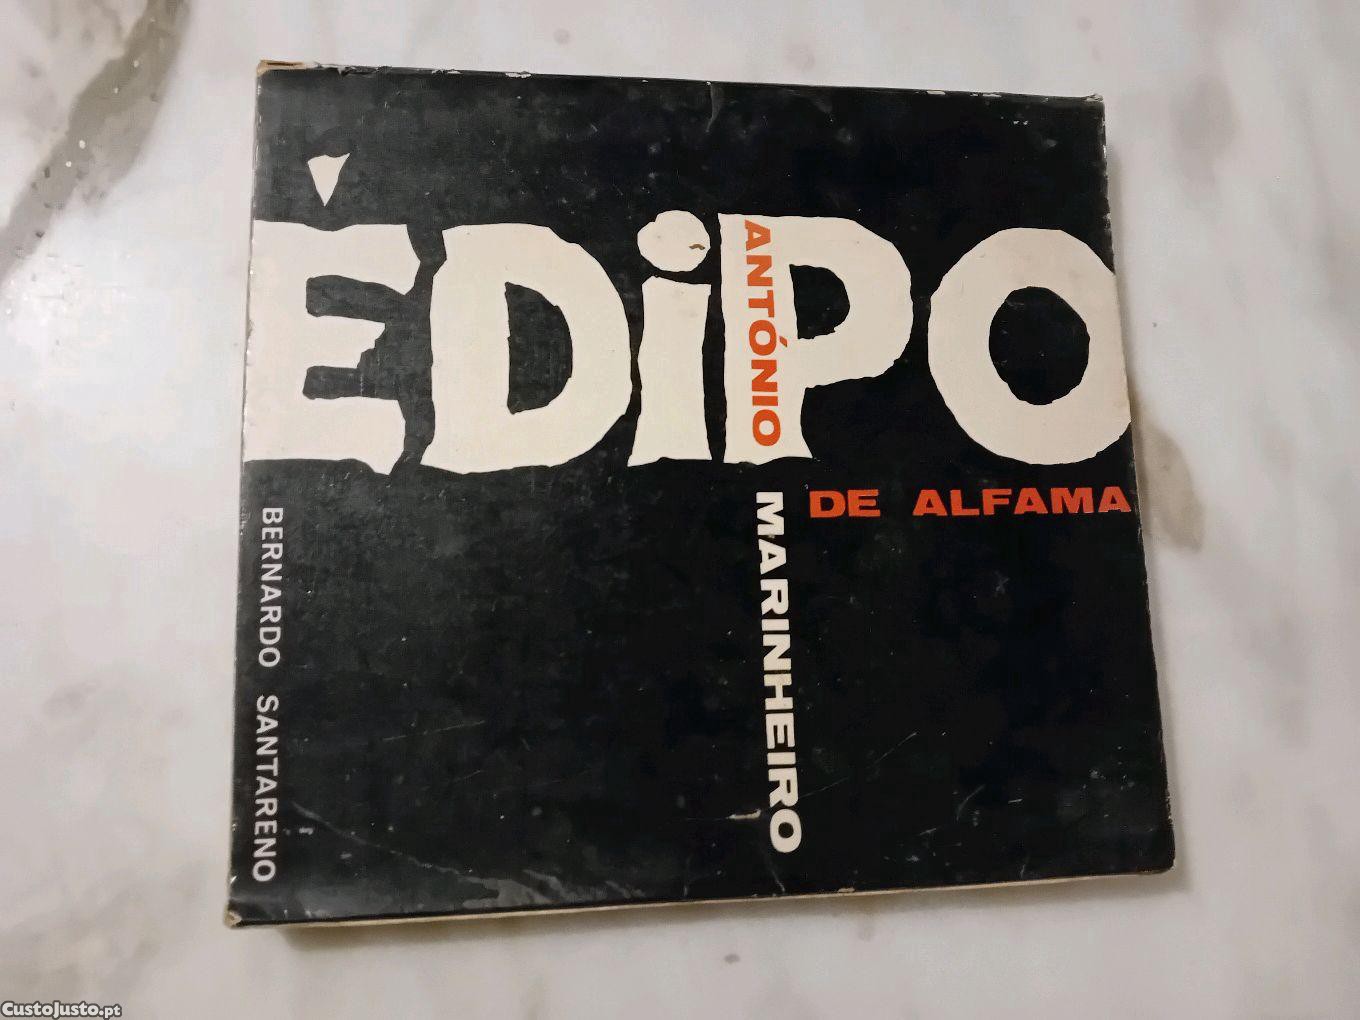 ÉDiPO
ANTÓNIO
MARINHEIRO
DE ALFAMA
BERNARDO SANTARENO
CustoJusto.pt